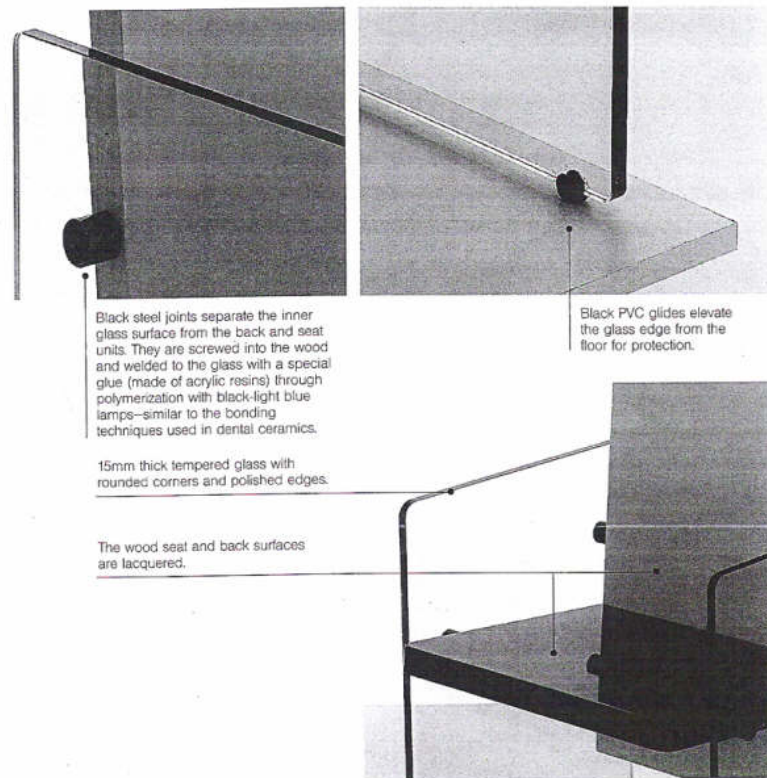 Black steel joints separate the inner
glass surface from the back and seat
units. They are screwed into the wood
and welded to the glass with a special
glue (made of acrylic resins) through
polymerization with black-light blue
lamps—similar to the bonding
techniques used in dental ceramics.
Black PVC glides elevate
the glass edge from the
floor for protection.
15mm thick tempered glass with
rounded corners and polished edges.
The wood seat and back surfaces
are lacquered.